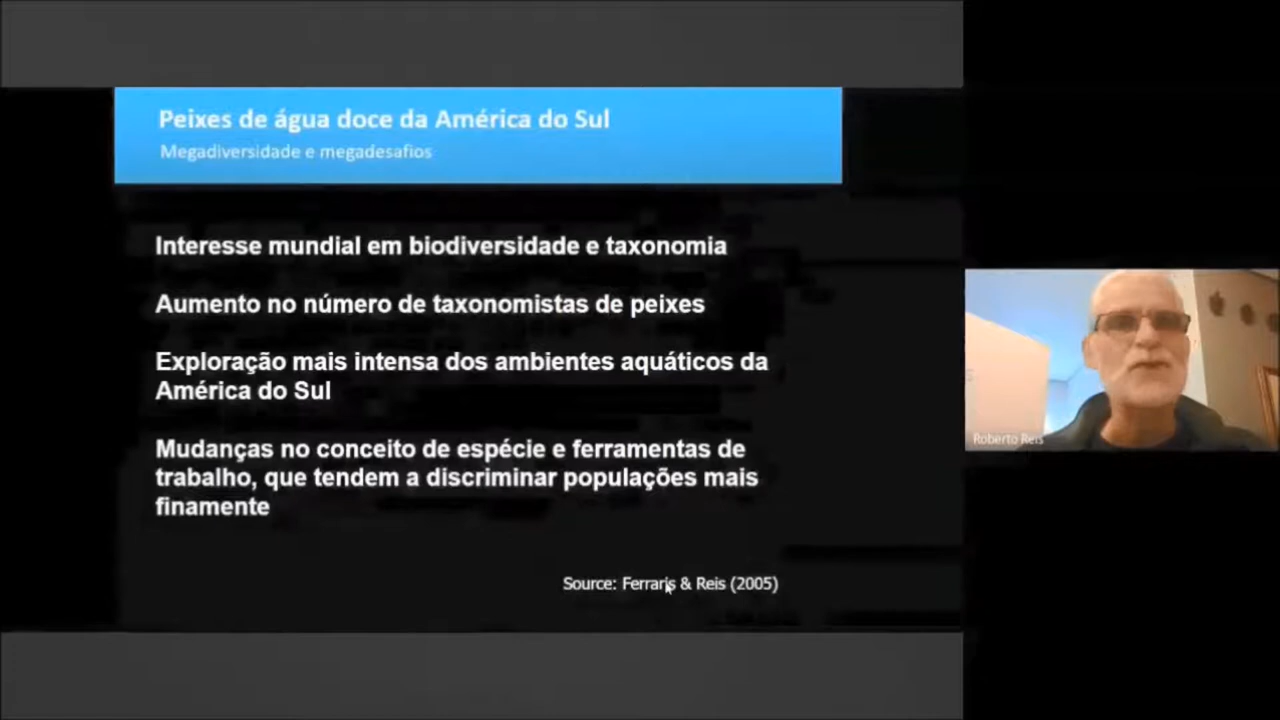 Peixes de água doce da América do Sul
Megadiversidade e megadesafios
Interesse mundial em biodiversidade e taxonomia
Aumento no número de taxonomistas de peixes
Exploração mais intensa dos ambientes aquáticos da
América do Sul
Mudanças no conceito de espécie e ferramentas de
trabalho, que tendem a discriminar populações mais
finamente
Source: Ferraris & Reis (2005)
Roberto Reis